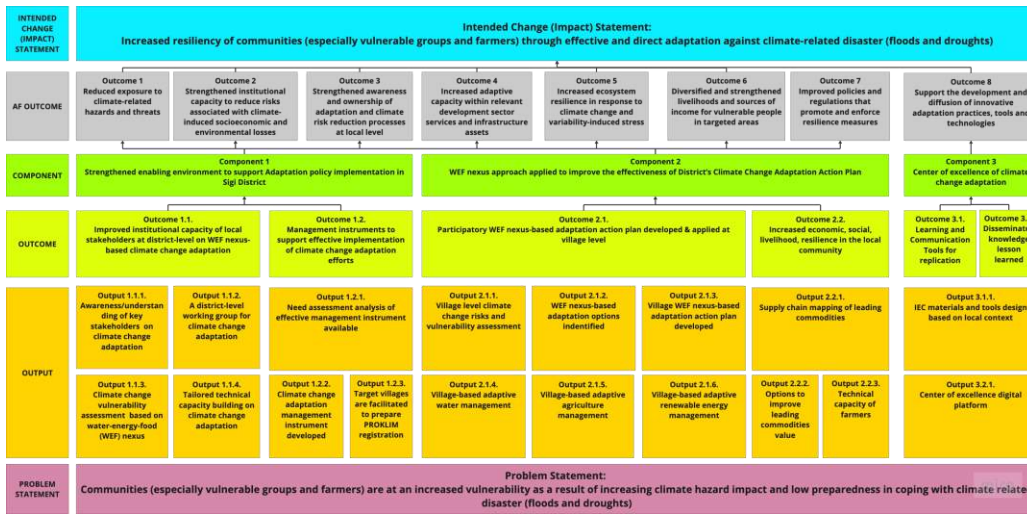 INTENDED
CHANGE
(IMPACT)
STATEMENT
Intended Change (Impact) Statement:
Increased resiliency of communities (especially vulnerable groups and farmers) through effective and direct adaptation against climate-related disaster (floods and droughts)
AF OUTCOME
Outcome 1
Reduced exposure to
climate-related
hazards and threats
Outcome 2
Strengthened institutional
capacity to reduce risks
associated with climate-
induced socioeconomic and
environmental losses
Outcome 3
Strengthened awareness
and ownership of
adaptation and climate
risk reduction processes
at local level
Outcome 4
Increased adaptive
capacity within relevant
development sector
services and infrastructure
assets
Outcome 5
Increased ecosystem
resilience in response to
climate change and
variability-induced stress
Outcome 6
Diversified and strengthened
livelihoods and sources of
income for vulnerable people
in targeted areas
Outcome 7
Improved policies and
regulations that
promote and enforce
resilience measures
Outcome 8
Support the development and
diffusion of innovative
adaptation practices, tools and
technologies
COMPONENT
Component 1
Strengthened enabling environment to support Adaptation policy implementation in
Sigi District
Component 2
WEF nexus approach applied to improve the effectiveness of District's Climate Change Adaptation Action Plan
Component 3
Center of excellence of climate
change adaptation
OUTCOME
Outcome 1.1.
Improved institutional capacity of local
stakeholders at district-level on WEF nexus-
based climate change adaptation
Outcome 1.2.
Management instruments to
support effective implementation
of climate change adaptation
efforts
Outcome 2.1.
Participatory WEF nexus-based adaptation action plan developed & applied at
village level
Outcome 2.2.
Increased economic, social,
livelihood, resilience in the local
community
Outcome 3.1.
Learning and
Communication
Tools for
replication
Outcome 3.
Disseminate
knowledge
lesson
learned
OUTPUT
Output 1.1.1.
Awareness/understan
ding of key
stakeholders on
climate change
adaptation)
Output 1.1.2.
A district-level
working group for
climate change
adaptation
Output 1.2.1.
Need assessment analysis of
effective management instrument
available
Output 2.1.1.
Village level climate
change risks and
vulnerability assessment
Output 2.1.2.
WEF nexus-based
adaptation options
indentified
Output 2.1.3.
Village WEF nexus-based
adaptation action plan
developed
Output 2.2.1.
Supply chain mapping of leading
commodities
Output 3.1.1.
IEC materials and tools design
based on local context
Output 1.1.3.
Climate change
vulnerability
assessment based on
water-energy-food
(WEF) nexus
Output 1.1.4.
Tailored technical
capacity building on
climate change
adaptation
Output 1.2.2.
Climate change
adaptation
management
instrument
developed
Output 1.2.3.
Target villages
are facilitated
to prepare
PROKLIM
registration
Output 2.1.4.
Village-based adaptive
water management
Output 2.1.5.
Village-based adaptive
agriculture management
Output 2.1.6.
Village-based adaptive
renewable energy management
Output 2.2.2.
Options to
improve
leading
commodities
value
Output 2.2.3.
Technical
capacity of
farmers
Output 3.2.1.
Center of excellence digital
platform
PROBLEM
STATEMENT
Problem Statement:
Communities (especially vulnerable groups and farmers) are at an increased vulnerability as a result of increasing climate hazard impact and low preparedness in coping with climate relate
disaster (floods and droughts)